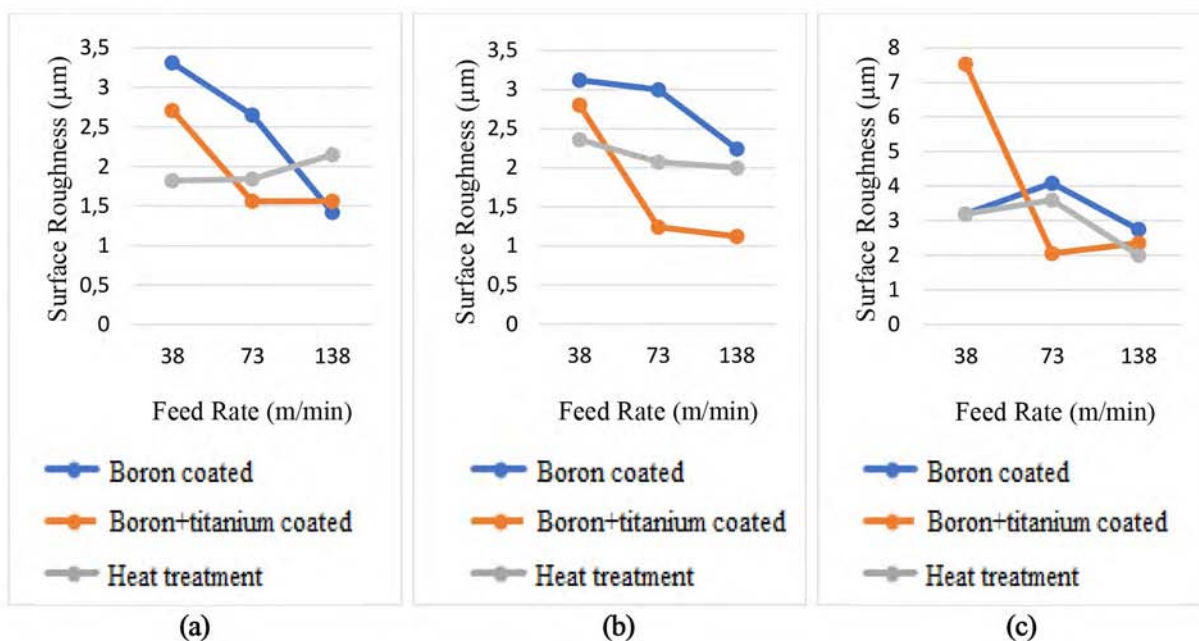 Surface Roughness (μm)
3,5
3
2,5
2
1,5
1
0,5
0
38 73 138
Feed Rate (m/min)
Boron coated
Boron+titanium coated
Heat treatment
(a)
Surface Roughness (μm)
3,5
3
2,5
2
1,5
1
0,5
0
38 73 138
Feed Rate (m/min)
Boron coated
Boron+titanium coated
Heat treatment
(b)
Surface Roughness (μm)
8
7
6
5
4
3
2
1
0
38 73 138
Feed Rate (m/min)
Boron coated
Boron+titanium coated
Heat treatment
(c)